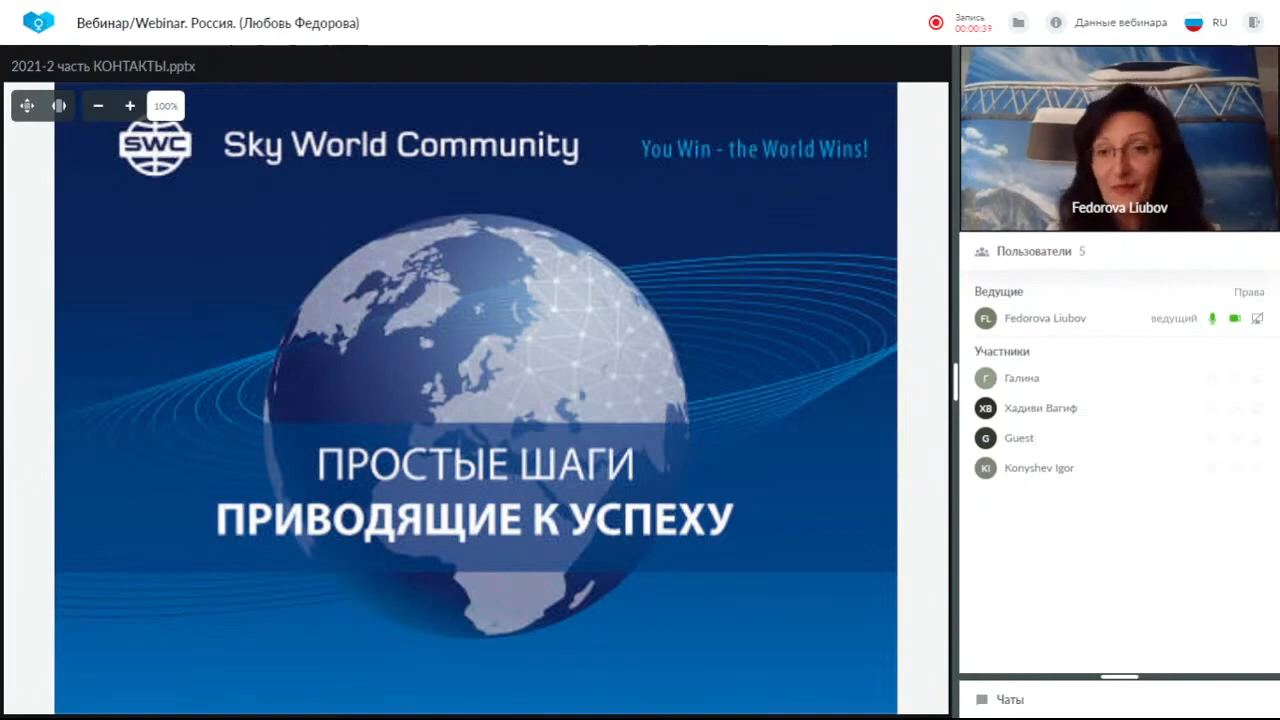 Вебинар/Webinar. Россия. (Любовь Федорова)
Запись
00:00:39
Данные вебинара
RU
2021-2 часть КОНТАКТЫ.pptx
100%
SWC
Sky World Community
You Win - the World Wins!
ПРОСТЫЕ ШАГИ
ПРИВОДЯЩИЕ К УСПЕХУ
Fedorova Liubov
Пользователи 5
Ведущие
Права
FL
Fedorova Liubov
ведущий
Участники
Г
Галина
ХВ
Хадиви Вагиф
G
Guest
KI
Konyshev Igor
Чаты